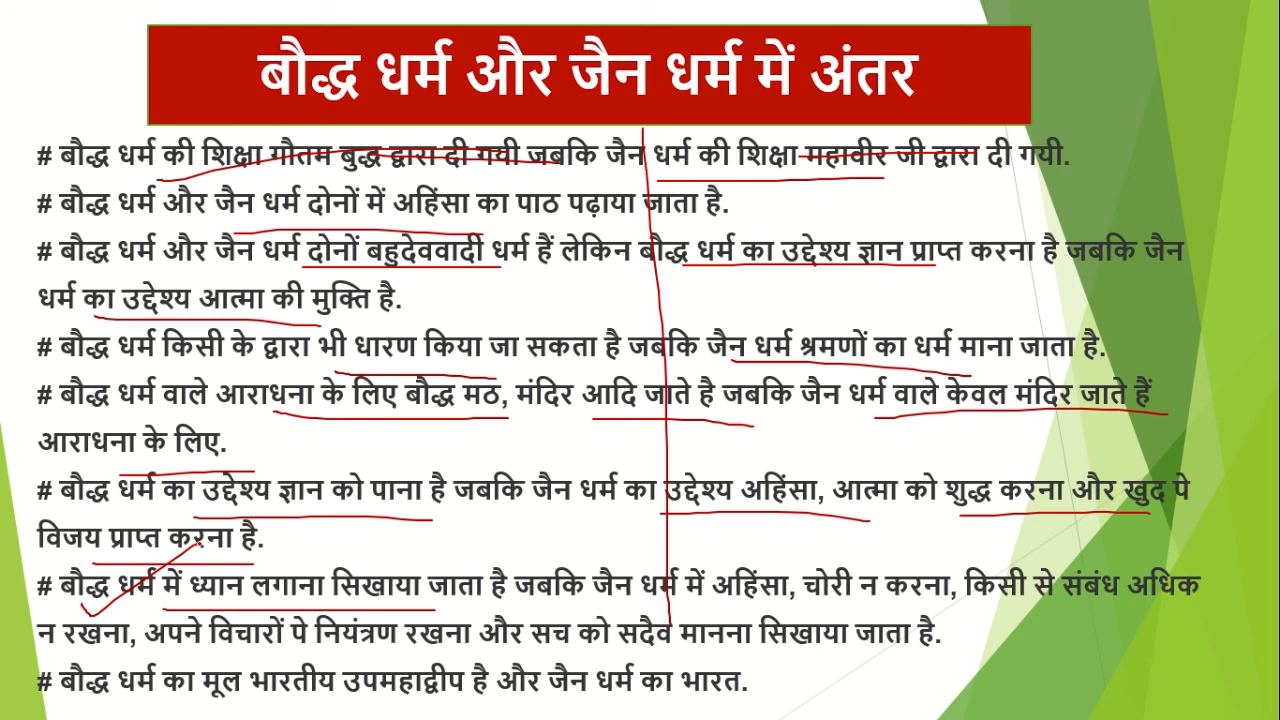 बौद्ध धर्म और जैन धर्म में अंतर
# बौद्ध धर्म की शिक्षा गौतम बुद्ध द्वारा दी गयी जबकि जैन धर्म की शिक्षा महावीर जी द्वारा दी गयी.
# बौद्ध धर्म और जैन धर्म दोनों में अहिंसा का पाठ पढ़ाया जाता है.
# बौद्ध धर्म और जैन धर्म दोनों बहुदेववादी धर्म हैं लेकिन बौद्ध धर्म का उद्देश्य ज्ञान प्राप्त करना है जबकि जैन
धर्म का उद्देश्य आत्मा की मुक्ति है.
# बौद्ध धर्म किसी के द्वारा भी धारण किया जा सकता है जबकि जैन धर्म श्रमणों का धर्म माना जाता है.
# बौद्ध धर्म वाले आराधना के लिए बौद्ध मठ, मंदिर आदि जाते है जबकि जैन धर्म वाले केवल मंदिर जाते हैं
आराधना के लिए.
# बौद्ध धर्म का उद्देश्य ज्ञान को पाना है जबकि जैन धर्म का उद्देश्य अहिंसा, आत्मा को शुद्ध करना और खुद पे
विजय प्राप्त करना है.
# बौद्ध धर्म में ध्यान लगाना सिखाया जाता है जबकि जैन धर्म में अहिंसा, चोरी न करना, किसी से संबंध अधिक
न रखना, अपने विचारों पे नियंत्रण रखना और सच को सदैव मानना सिखाया जाता है.
# बौद्ध धर्म का मूल भारतीय उपमहाद्वीप है और जैन धर्म का भारत.